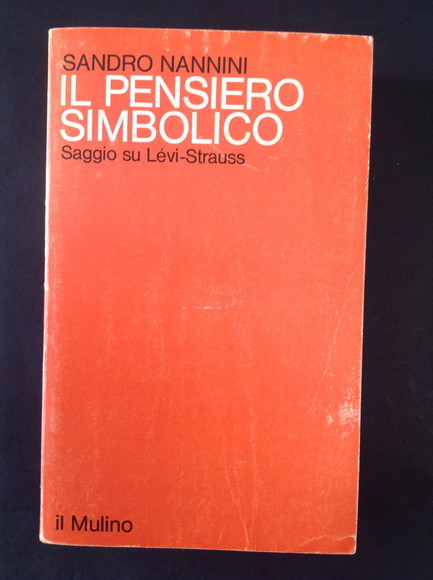 SANDRO NANNINI
IL PENSIERO
SIMBOLICO
Saggio su Lévi-Strauss
il Mulino